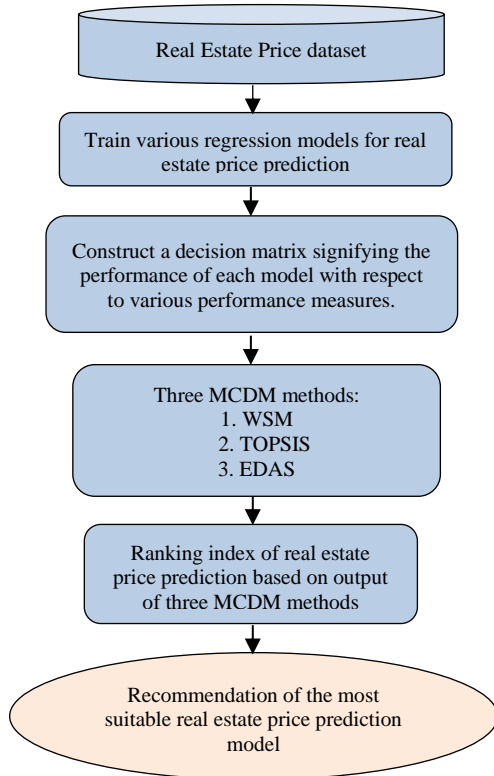 Real Estate Price dataset
Train various regression models for real
estate price prediction
Construct a decision matrix signifying the
performance of each model with respect
to various performance measures.
Three MCDM methods:
1. WSM
2. TOPSIS
3. EDAS
Ranking index of real estate
price prediction based on output
of three MCDM methods
Recommendation of the most
suitable real estate price prediction
model